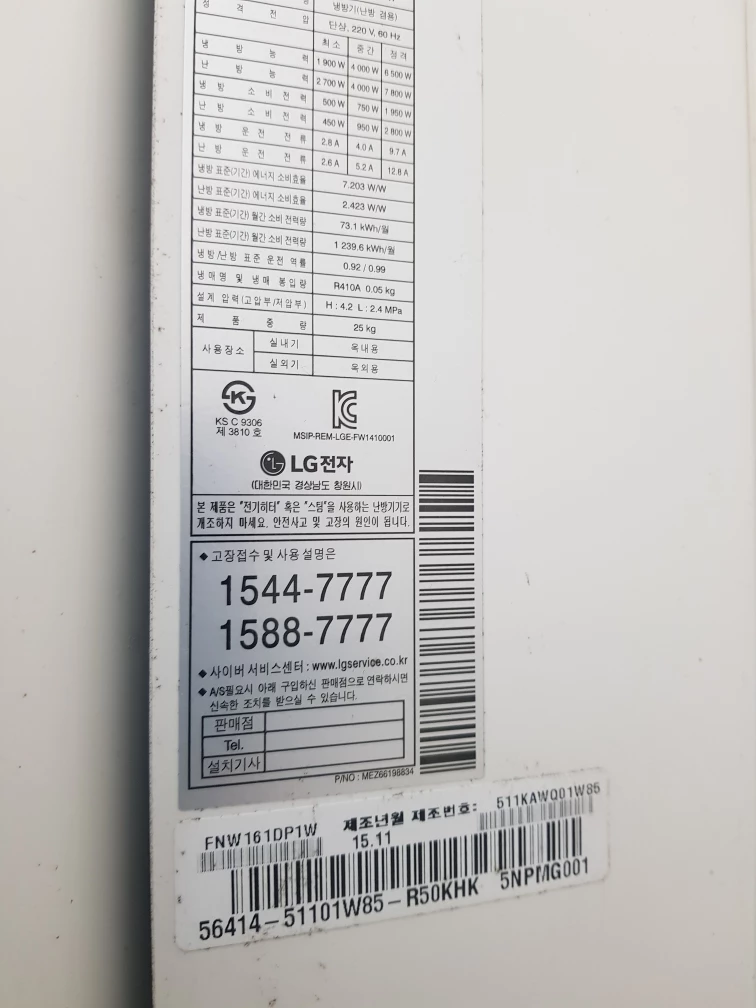 냉방기(난방 겸용)
정 격 전 압 단상, 220 V, 60 Hz
최소 중간 정격
냉 방 능 력 1 900 W 4 000 W 6 500 W
난 방 능 력 2 700 W 4 000 W 7 800 W
냉 방 소 비 전 력 500 W 750 W 1 950 W
난 방 소 비 전 력 450 W 950 W 2 800 W
냉 방 운 전 전 류 2.8 A 4.0 A 9.7 A
난 방 운 전 전 류 2.6 A 5.2 A 12.8 A
냉방 표준(기간) 에너지 소비효율 7.203 W/W
난방 표준(기간) 에너지 소비효율 2.423 W/W
냉방 표준(기간) 월간 소비 전력량 73.1 kWh/월
난방 표준(기간) 월간 소비 전력량 1 239.6 kWh/월
냉방/난방 표준 운전 역률 0.92 / 0.99
냉매명 및 냉매 봉입량 R410A 0.05 kg
설계 압력(고압부/저압부) H : 4.2 L : 2.4 MPa
제 품 중 량 25 kg
사용장소 실내기 옥내용
실외기 옥외용
KS C 9306
제 3810 호
MSIP-REM-LGE-FW1410001
LG전자
(대한민국 경상남도 창원시)
본 제품은 "전기히터" 혹은 "스팀"을 사용하는 난방기기로
개조하지 마세요. 안전사고 및 고장의 원인이 됩니다.
◆ 고장접수 및 사용 설명은
1544-7777
1588-7777
◆ 사이버 서비스센터 : www.lgservice.co.kr
◆ A/S필요시 아래 구입하신 판매점으로 연락하시면
신속한 조치를 받으실 수 있습니다.
판매점
Tel.
설치기사
P/NO : MEZ66198834
FNW161DP1W 제조년월 제조번호: 511KAWQ01W85
15.11
56414-51101W85-R50KHK 5NPMG001